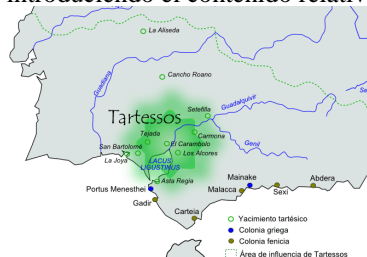 introduciendo el contenido relativ
La Aliseda
Guadiana
Cancho Roano
Guadalquivir
Tartessos
Setefilla
Tejada
Carmona
San Bartolomé
El Carambolo
Genil
La Joya
Los Alcores
LACUS
LIGUSTINUS
Asta Regia
Portus Menesthei
Mainake
Abdera
Malacca
Sexi
Gadir
Carteia
Yacimiento tartésico
Colonia griega
Colonia fenicia
Área de influencia de Tartessos